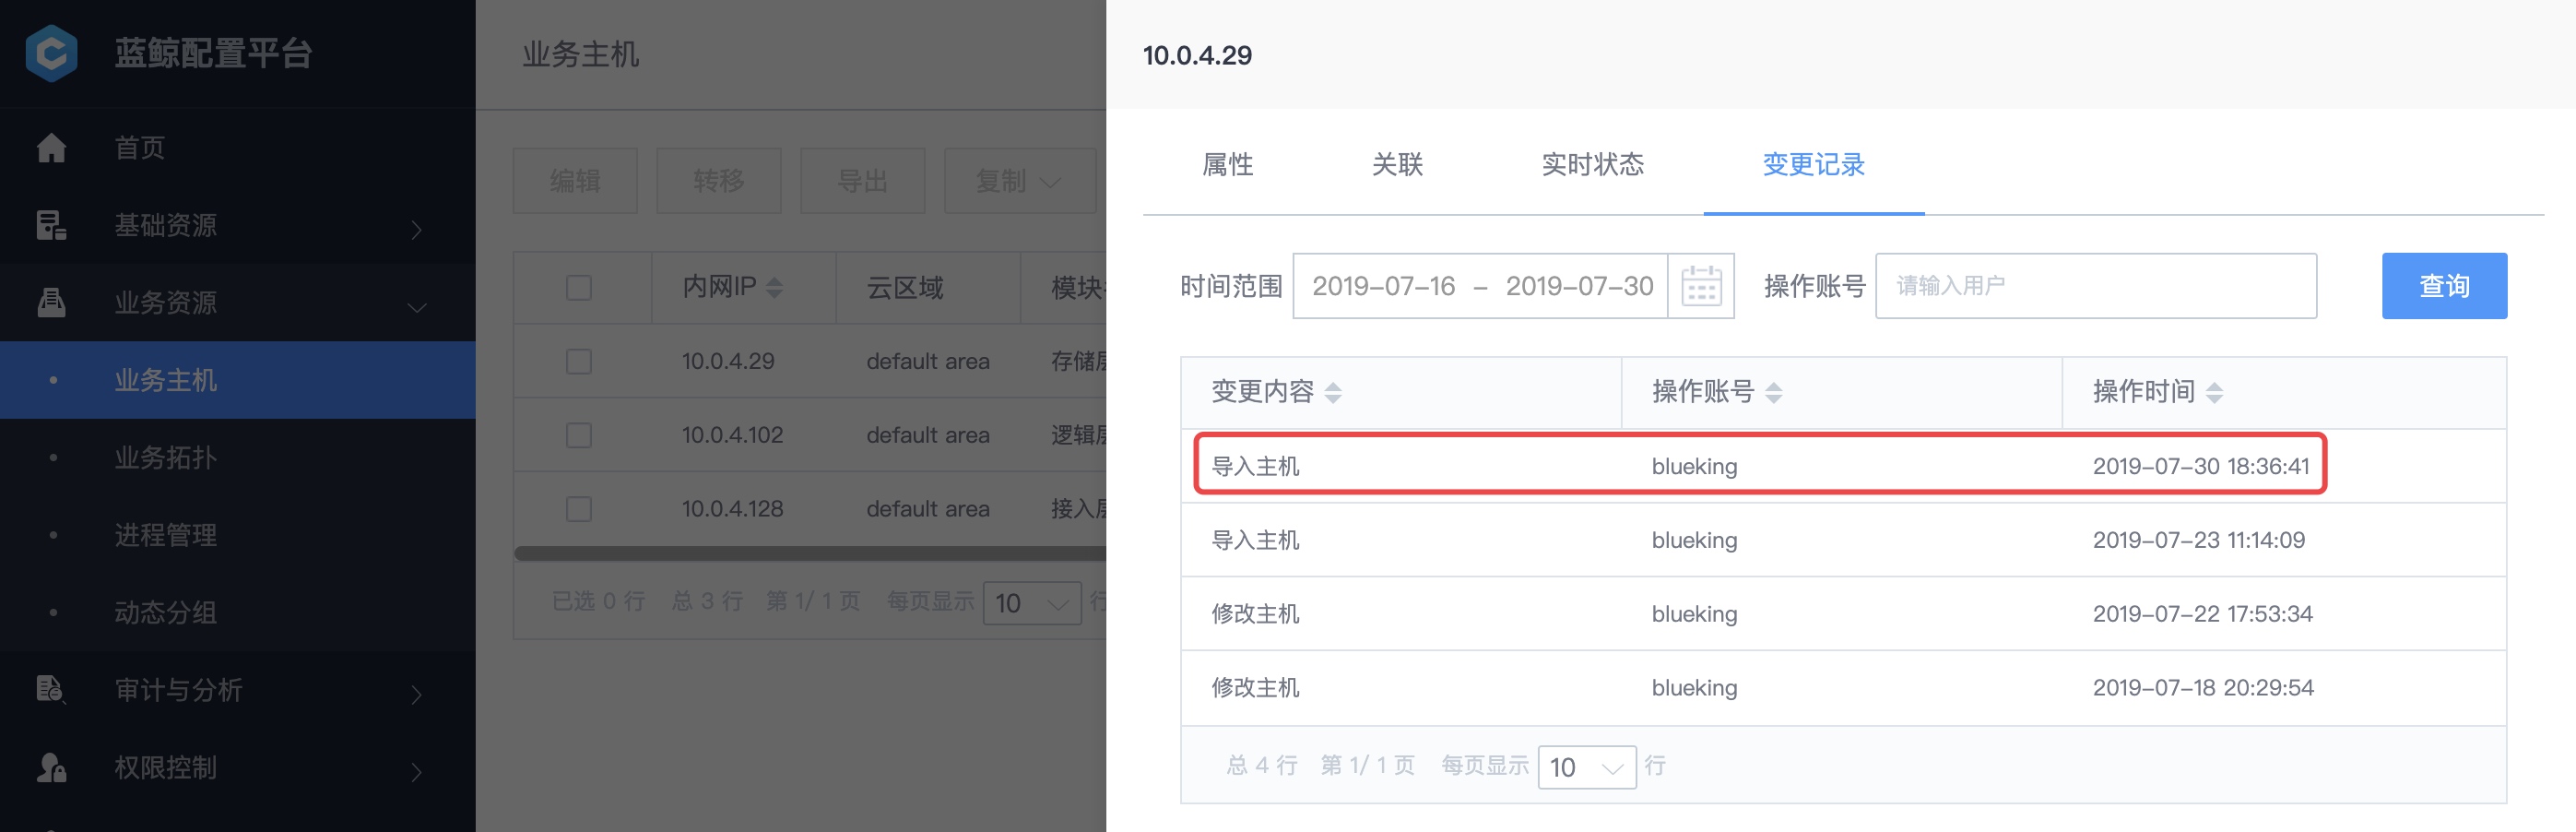 蓝鲸配置平台
首页
基础资源
业务资源
业务主机
业务拓扑
进程管理
动态分组
审计与分析
权限控制
业务主机
编辑 转移 导出 复制
内网IP 云区域 模块
10.0.4.29 default area 存储层
10.0.4.102 default area 逻辑层
10.0.4.128 default area 接入层
已选 0 行 总 3 行 第 1/ 1 页 每页显示 10 行
10.0.4.29
属性 关联 实时状态 变更记录
时间范围 2019-07-16 - 2019-07-30 操作账号 请输入用户 查询
变更内容 操作账号 操作时间
导入主机 blueking 2019-07-30 18:36:41
导入主机 blueking 2019-07-23 11:14:09
修改主机 blueking 2019-07-22 17:53:34
修改主机 blueking 2019-07-18 20:29:54
总 4 行 第 1/ 1 页 每页显示 10 行